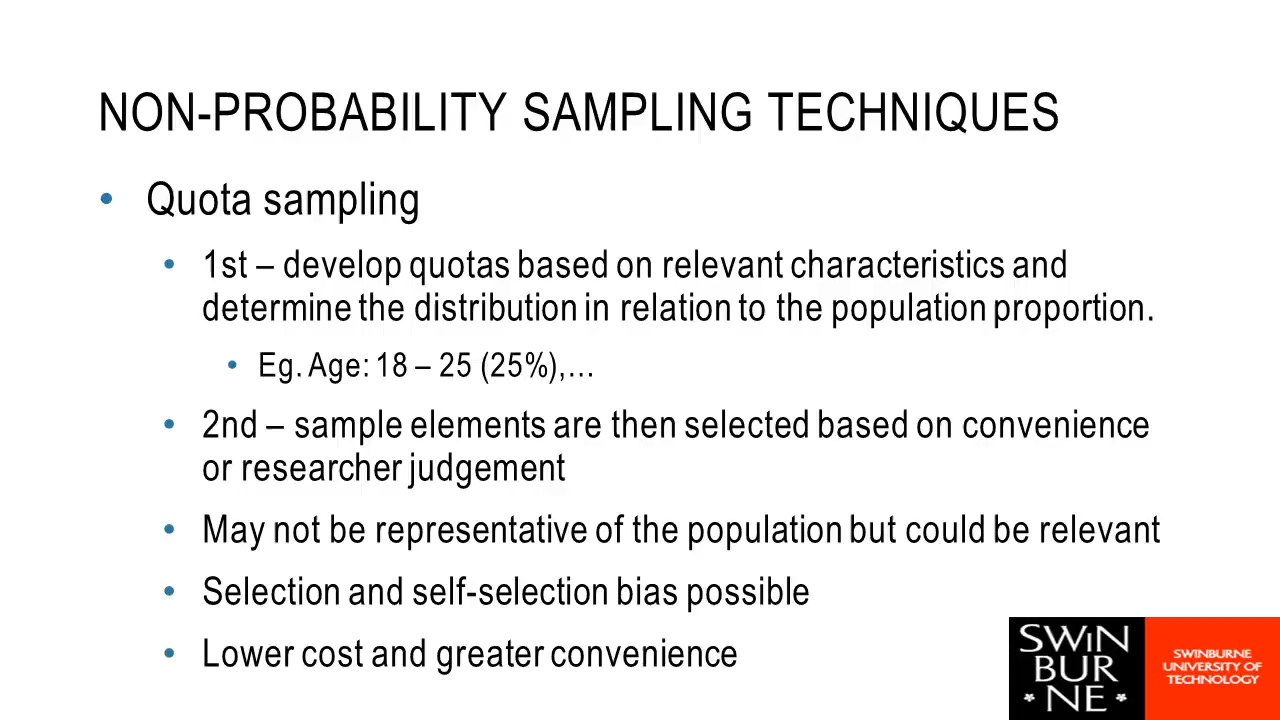 NON-PROBABILITY SAMPLING TECHNIQUES
• Quota sampling
• 1st – develop quotas based on relevant characteristics and
determine the distribution in relation to the population proportion.
• Eg. Age: 18 – 25 (25%),…
• 2nd – sample elements are then selected based on convenience
or researcher judgement
• May not be representative of the population but could be relevant
• Selection and self-selection bias possible
• Lower cost and greater convenience
SWIN
BUR
* NE *
SWINBURNE
UNIVERSITY OF
TECHNOLOGY